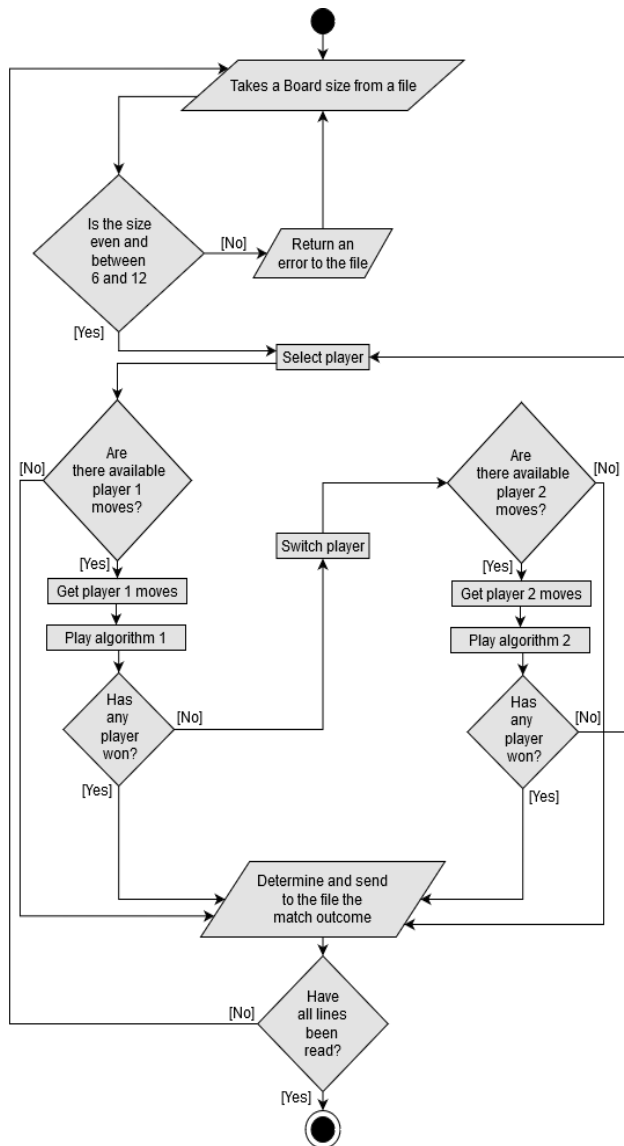 Takes a Board size from a file
Is the size
even and
between
6 and 12
[No]
Return an
error to the file
[Yes]
Select player
Are
there available
player 1
moves?
[No]
[Yes]
Get player 1 moves
Play algorithm 1
Has
any
player
won?
[No]
[Yes]
Switch player
Are
there available
player 2
moves?
[No]
[Yes]
Get player 2 moves
Play algorithm 2
Has
any
player
won?
[No]
[Yes]
Determine and send
to the file the
match outcome
Have
all lines
been
read?
[No]
[Yes]